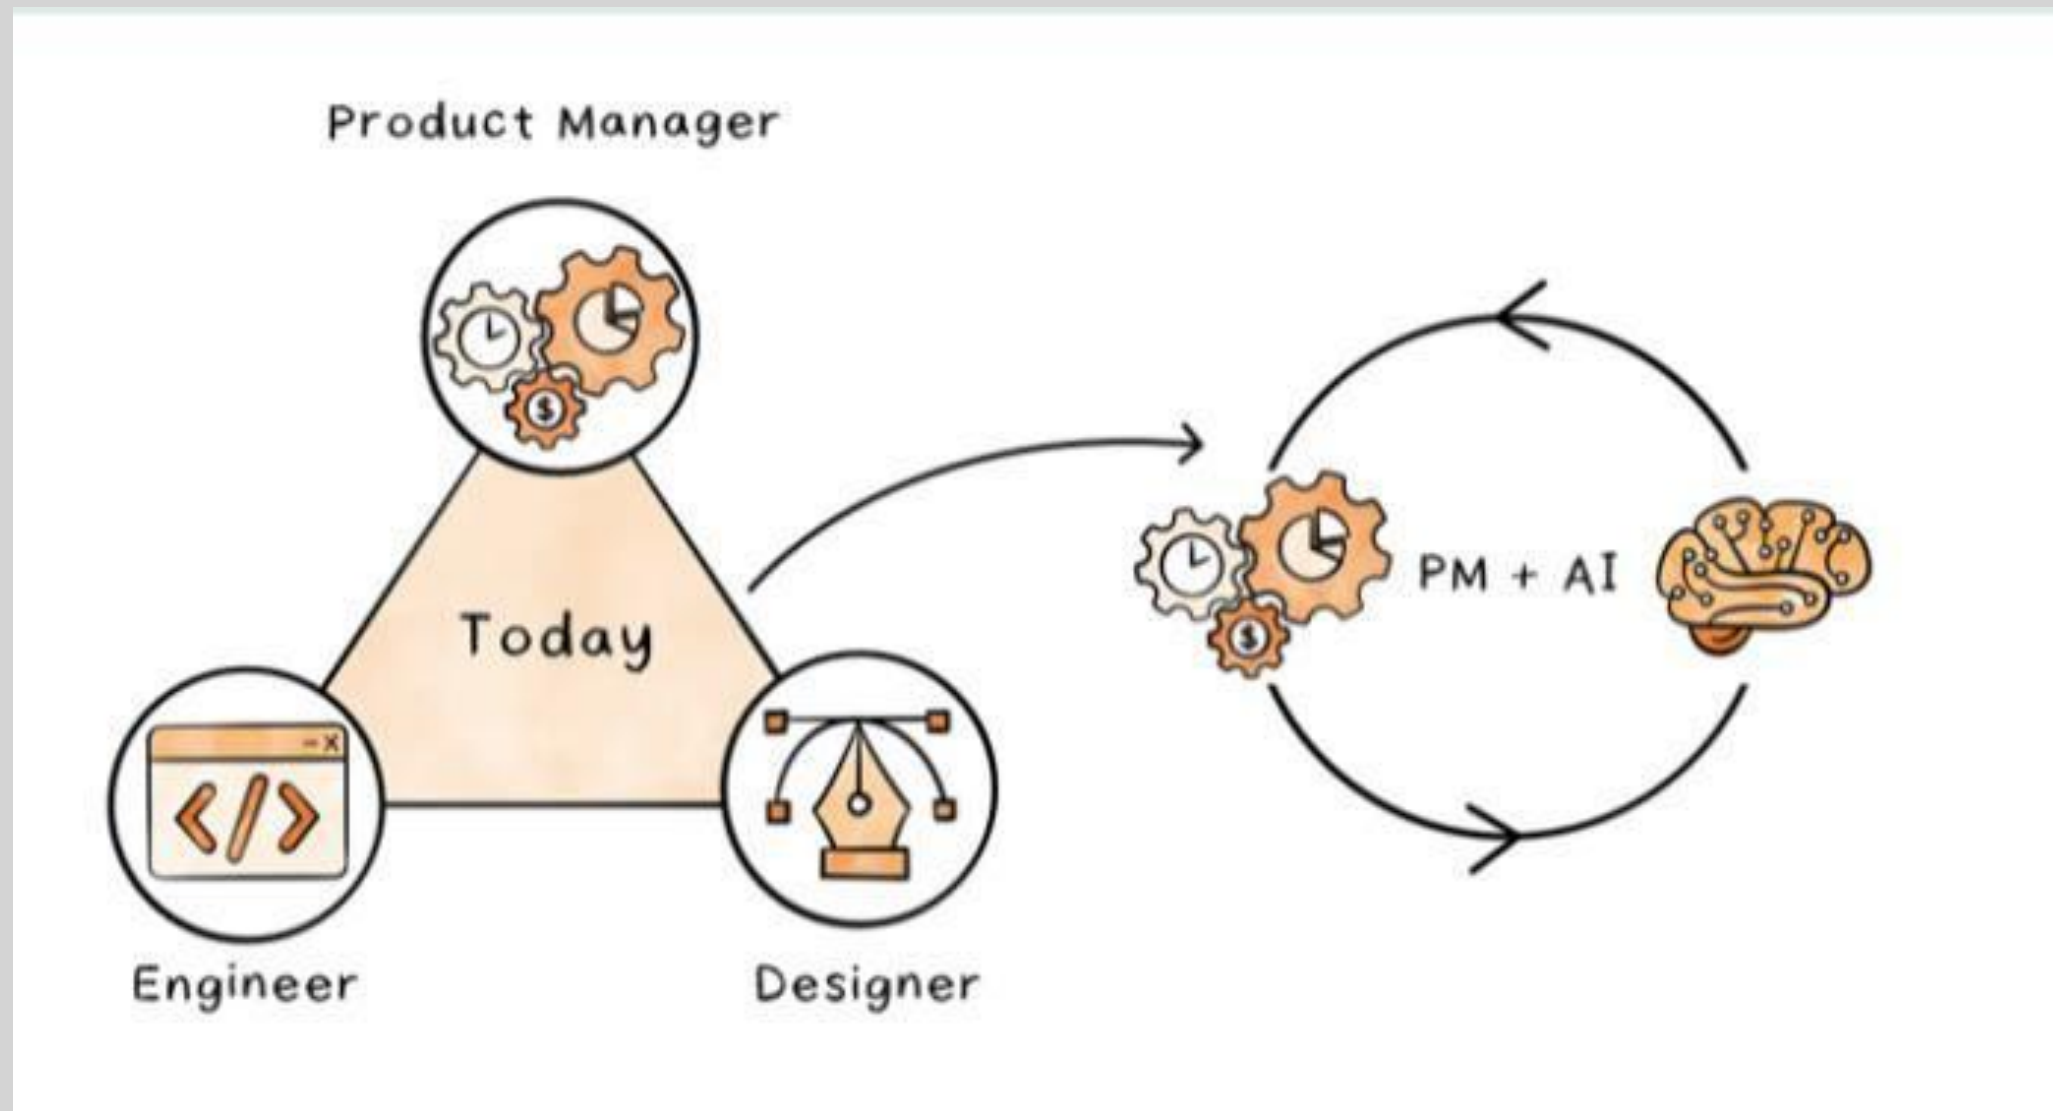 Product Manager
$
Today
PM + AI
$
-x
</>
Engineer
Designer